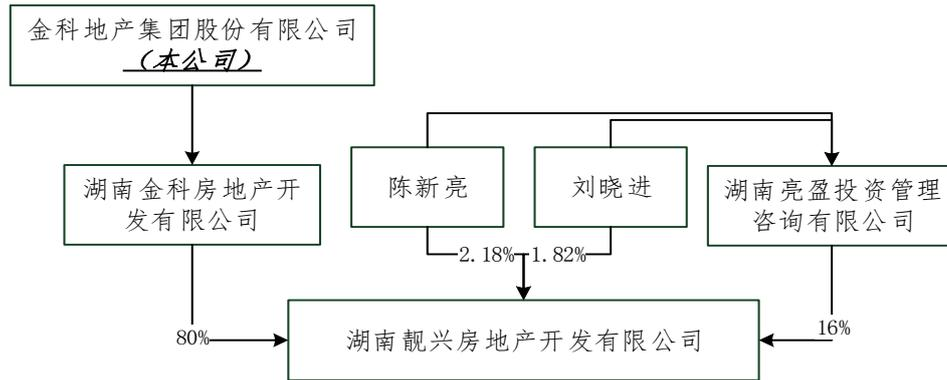 金科地产集团股份有限公司
（本公司）
湖南金科房地产开
发有限公司
陈新亮
刘晓进
湖南亮盈投资管理
咨询有限公司
2.18%
1.82%
80%
16%
湖南靓兴房地产开发有限公司